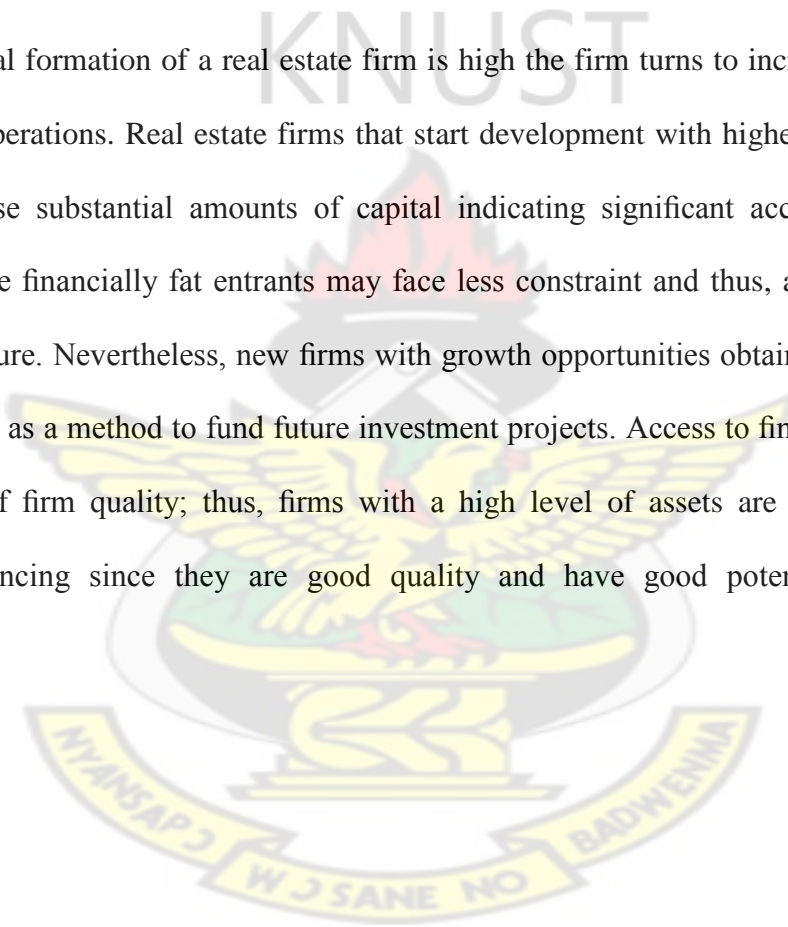 KNUST
al formation of a real estate firm is high the firm turns to inc
perations. Real estate firms that start development with highe
se substantial amounts of capital indicating significant acc
e financially fat entrants may face less constraint and thus, a
ure. Nevertheless, new firms with growth opportunities obtain
as a method to fund future investment projects. Access to fin
f firm quality; thus, firms with a high level of assets are
ncing since they are good quality and have good poten
NYANSAPƆ
WƆ SANE NO
BADWENMA